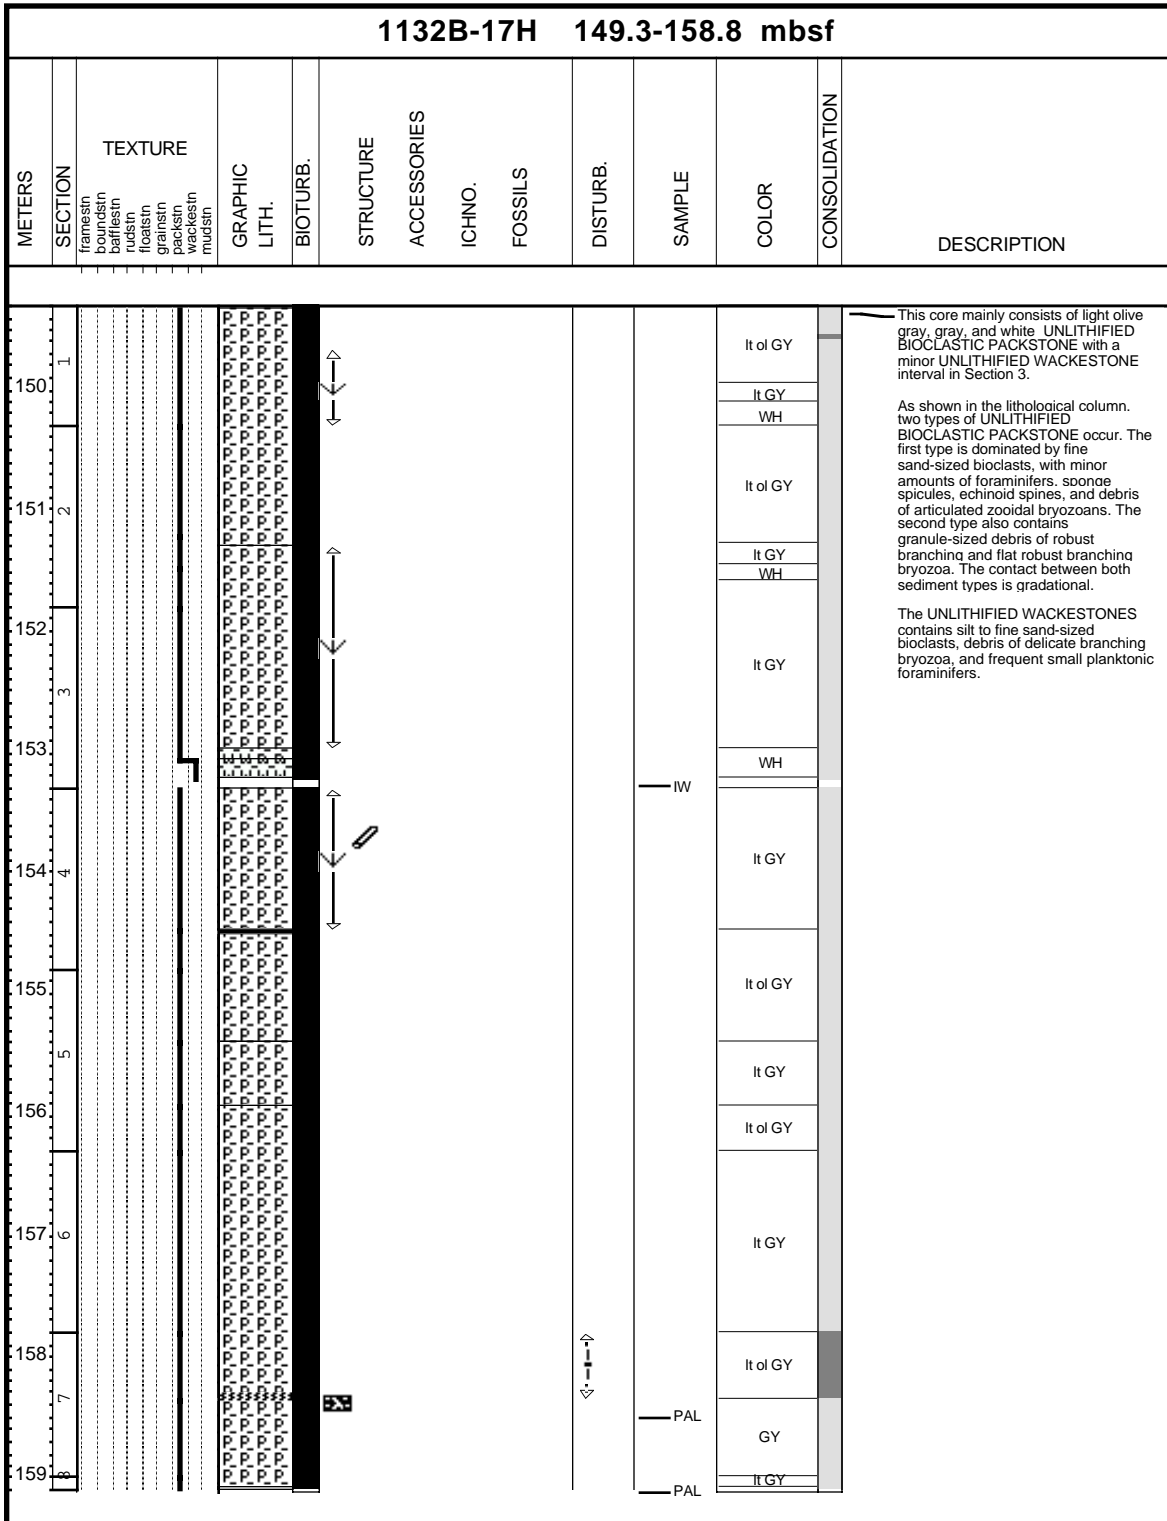 1132B-17H 149.3-158.8 mbsf
METERS
SECTION
TEXTURE
framestn
boundstn
bafflestn
rudstn
floatstn
grainstn
packstn
wackestn
mudstn
GRAPHIC
LITH.
BIOTURB.
STRUCTURE
ACCESSORIES
ICHNO.
FOSSILS
DISTURB.
SAMPLE
COLOR
CONSOLIDATION
DESCRIPTION
150
151
152
153
154
155
156
157
158
159
1
2
3
4
5
6
7
8
IW
PAL
PAL
lt ol GY
lt GY
WH
lt ol GY
lt GY
WH
lt GY
WH
lt GY
lt ol GY
lt GY
lt ol GY
lt GY
lt ol GY
GY
lt GY
This core mainly consists of light olive
gray, gray, and white UNLITHIFIED
BIOCLASTIC PACKSTONE with a
minor UNLITHIFIED WACKESTONE
interval in Section 3.
As shown in the lithological column.
two types of UNLITHIFIED
BIOCLASTIC PACKSTONE occur. The
first type is dominated by fine
sand-sized bioclasts, with minor
amounts of foraminifers, sponge
spicules, echinoid spines, and debris
of articulated zooidal bryozoans. The
second type also contains
granule-sized debris of robust
branching and flat robust branching
bryozoa. The contact between both
sediment types is gradational.
The UNLITHIFIED WACKESTONES
contains silt to fine sand-sized
bioclasts, debris of delicate branching
bryozoa, and frequent small planktonic
foraminifers.